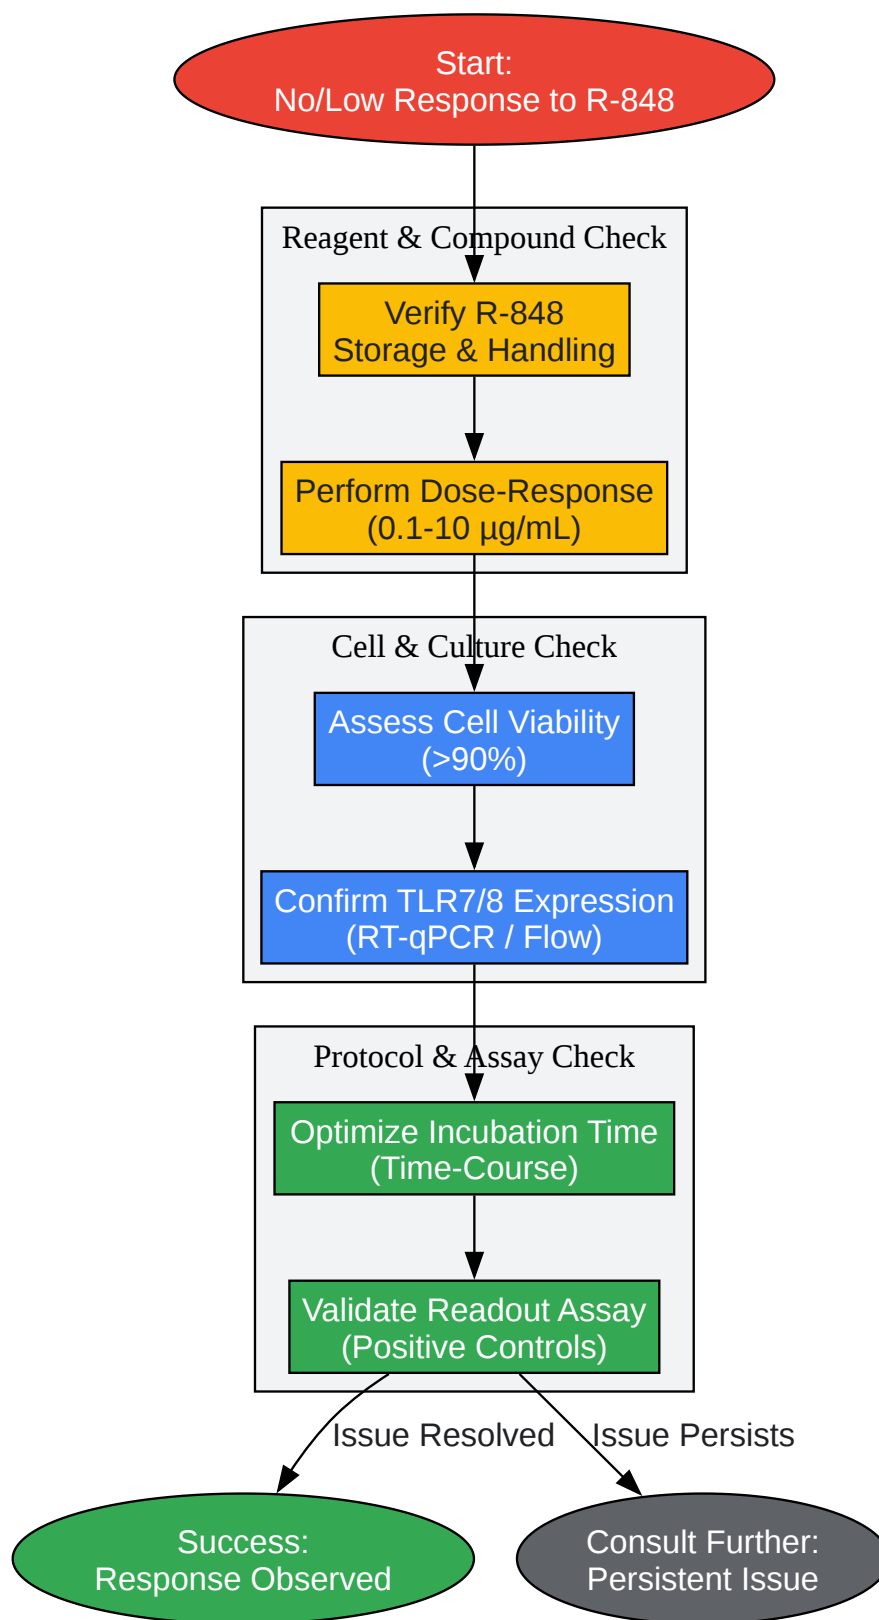 Start:
No/Low Response to R-848
Reagent & Compound Check
Verify R-848
Storage & Handling
Perform Dose-Response
(0.1-10 µg/mL)
Cell & Culture Check
Assess Cell Viability
(>90%)
Confirm TLR7/8 Expression
(RT-qPCR / Flow)
Protocol & Assay Check
Optimize Incubation Time
(Time-Course)
Validate Readout Assay
(Positive Controls)
Issue Resolved
Issue Persists
Success:
Response Observed
Consult Further:
Persistent Issue